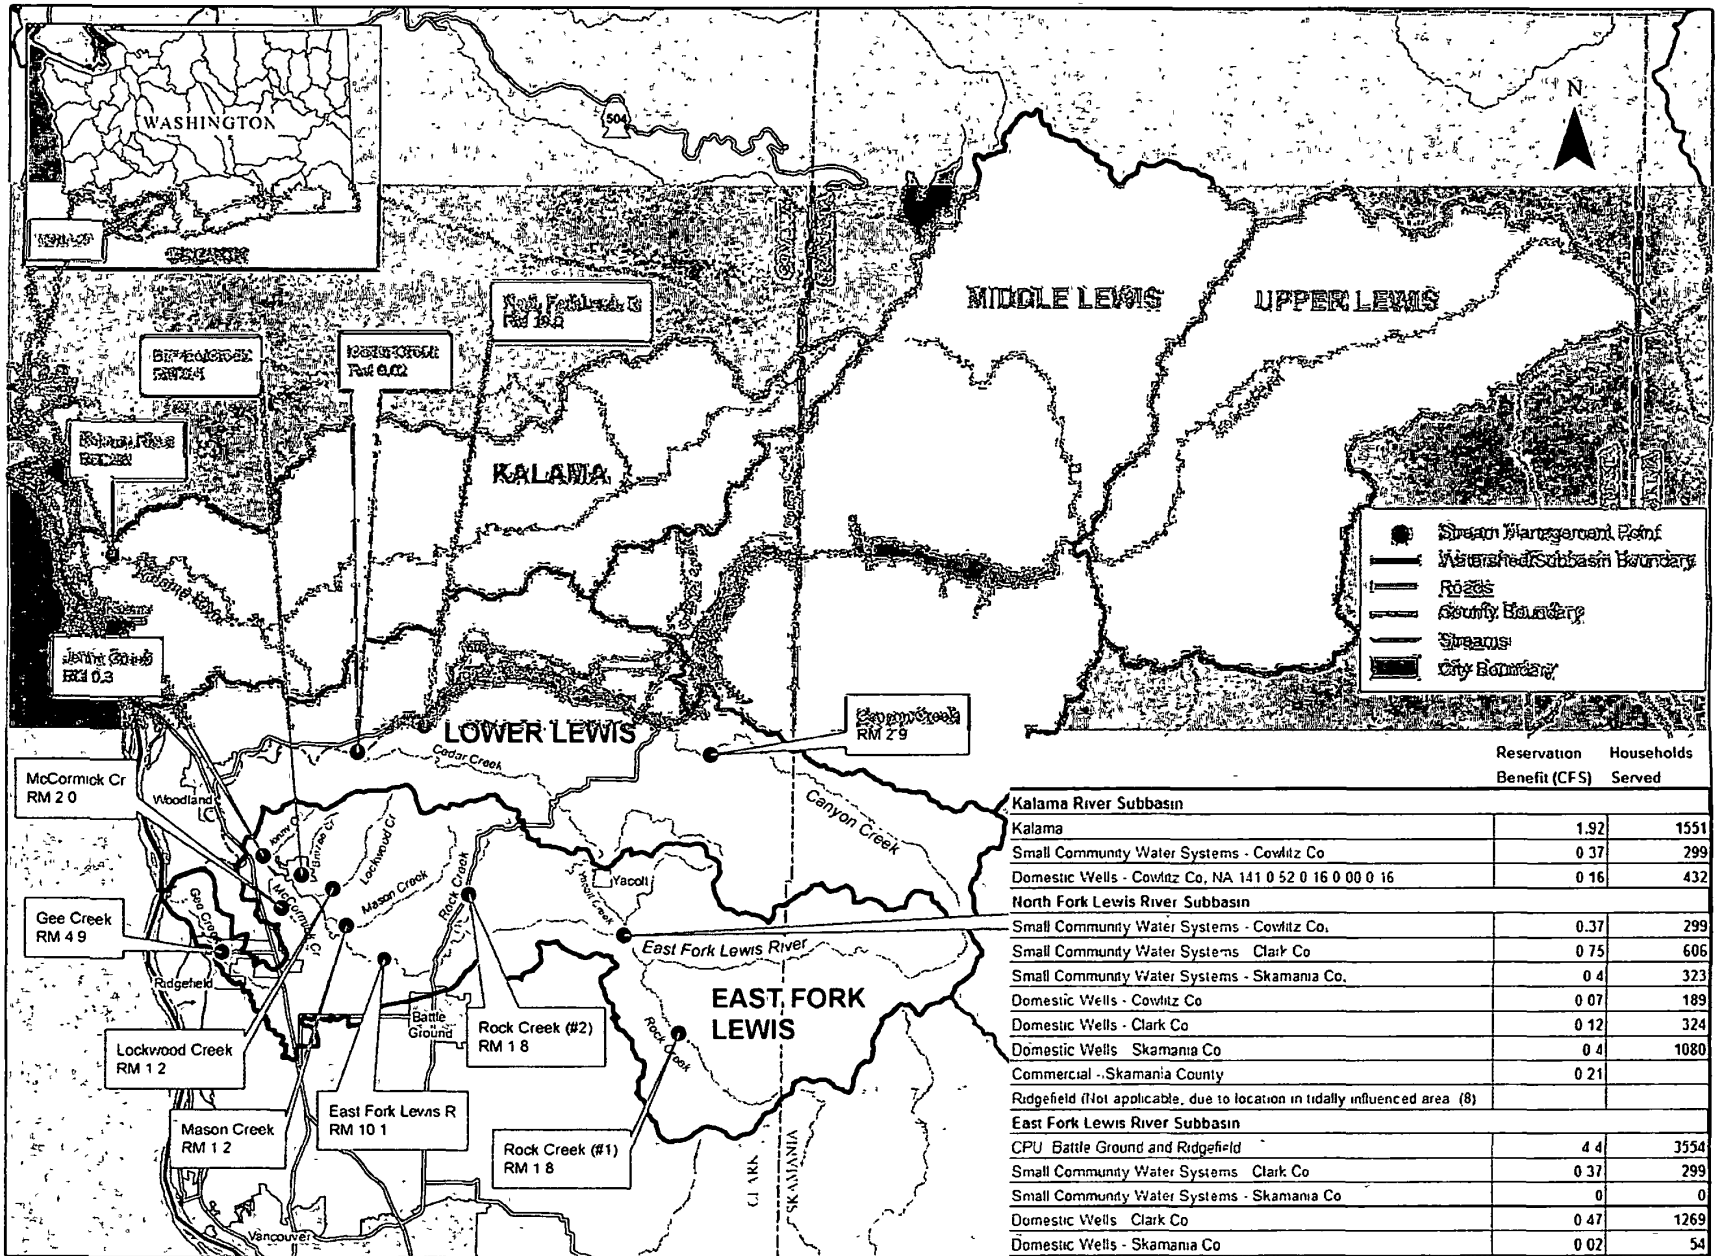 WASHINGTON
504
N
MIDDLE LEWIS
UPPER LEWIS
KALAMA
Stream Management Point
Watershed/Subbasin Boundary
Roads
County Boundary
Streams
City Boundary
RM 0.3
LOWER LEWIS
Cedar Creek
Canyon Creek
RM 2 9
McCormick Cr
RM 2 0
Woodland
Canyon Creek
Lockwood Cr
Mason Creek
Rock Creek
McCormick Cr
Yacolt
Yacolt Creek
Gee Creek
Gee Creek
RM 4 9
East Fork Lewis River
Ridgefield
EAST FORK
LEWIS
Battle
Ground
Rock Creek (#2)
RM 1 8
Rock Creek
Lockwood Creek
RM 1 2
East Fork Lewis R
RM 10 1
Mason Creek
RM 1 2
Rock Creek (#1)
RM 1 8
CLARK
SKAMANIA
Vancouver
Reservation Households
Benefit (CFS) Served
Kalama River Subbasin
Kalama 1.92 1551
Small Community Water Systems - Cowlitz Co 0 37 299
Domestic Wells - Cowlitz Co, NA 141 0 52 0 16 0 00 0 16 0 16 432
North Fork Lewis River Subbasin
Small Community Water Systems - Cowlitz Co. 0.37 299
Small Community Water Systems Clark Co 0 75 606
Small Community Water Systems - Skamania Co. 0 4 323
Domestic Wells - Cowlitz Co 0 07 189
Domestic Wells - Clark Co 0 12 324
Domestic Wells Skamania Co 0 4 1080
Commercial - Skamania County 0 21
Ridgefield (Not applicable, due to location in tidally influenced area (8)
East Fork Lewis River Subbasin
CPU Battle Ground and Ridgefield 4 4 3554
Small Community Water Systems Clark Co 0 37 299
Small Community Water Systems - Skamania Co 0 0
Domestic Wells Clark Co 0 47 1269
Domestic Wells - Skamania Co 0 02 54